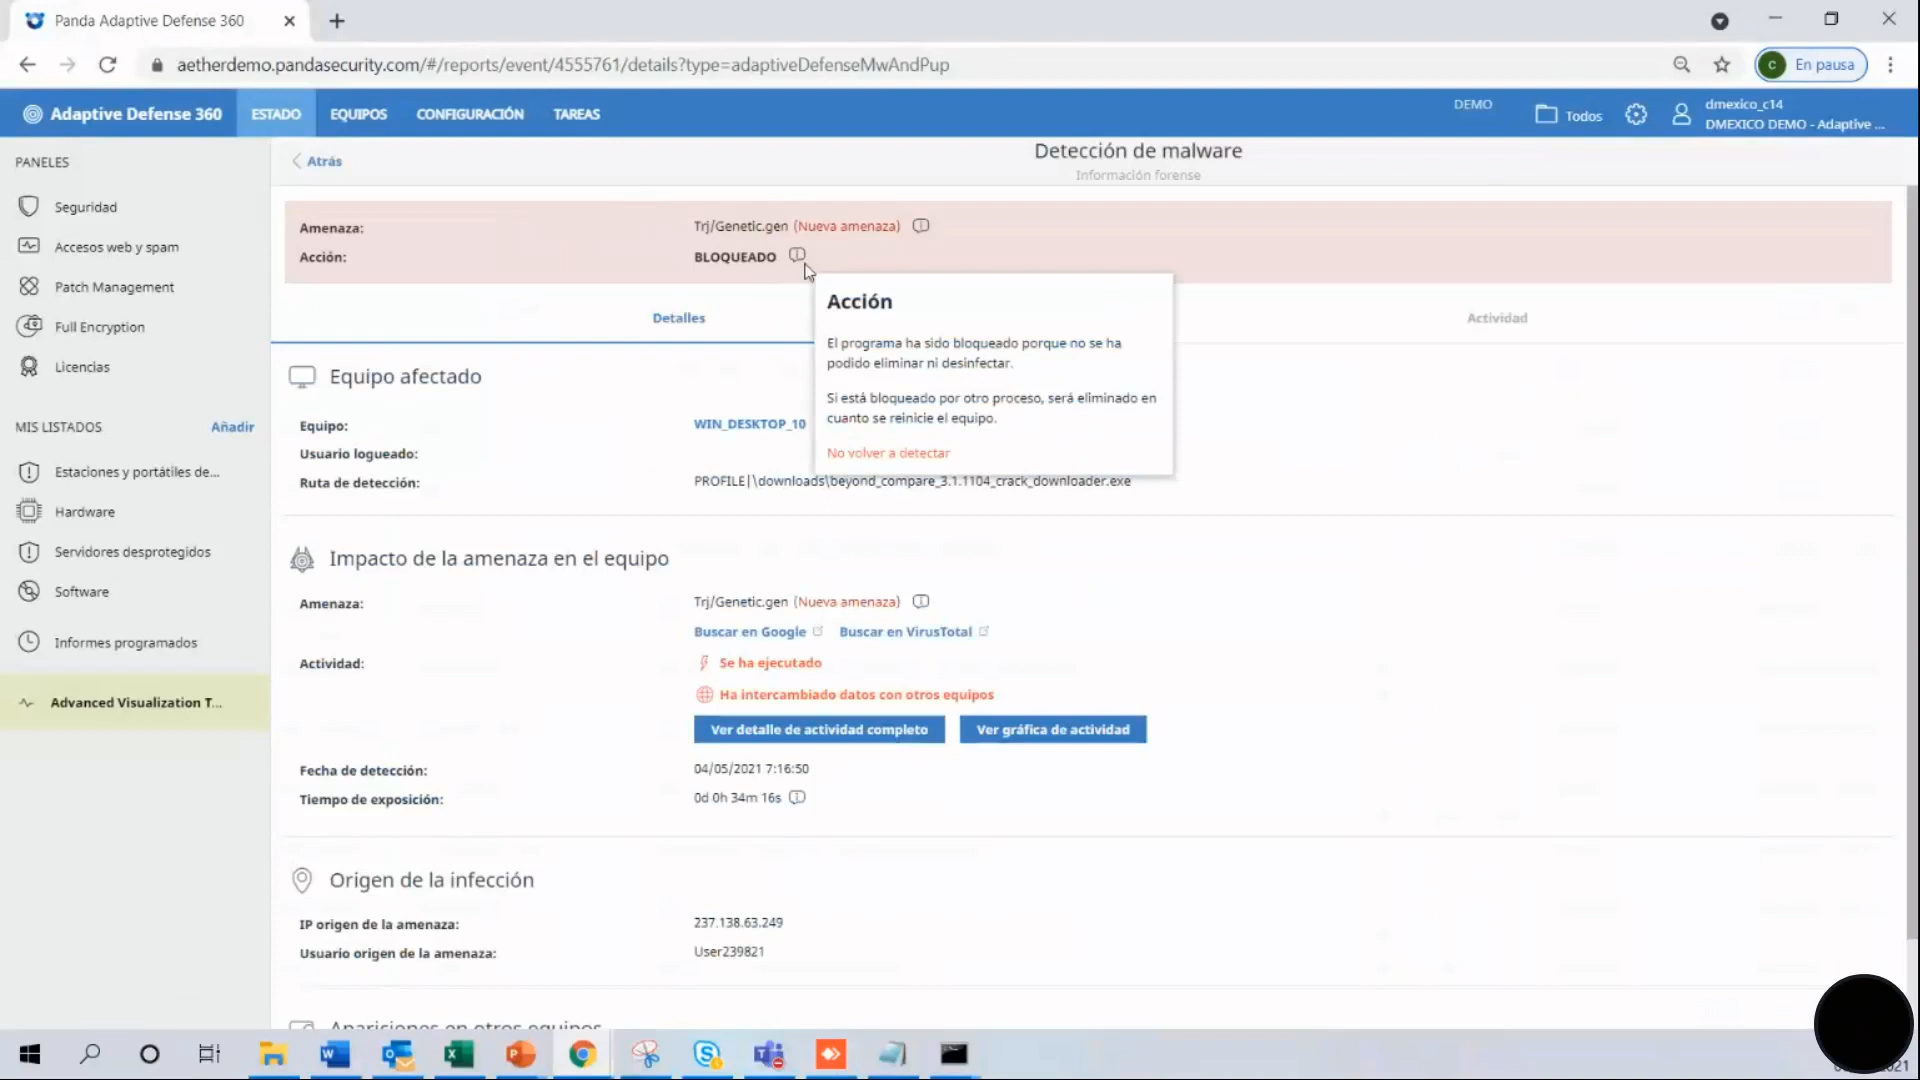 Panda Adaptive Defense 360
aetherdemo.pandasecurity.com/#/reports/event/4555761/details?type=adaptiveDefenseMwAndPup
C
En pausa
Adaptive Defense 360
ESTADO
EQUIPOS
CONFIGURACIÓN
TAREAS
DEMO
Todos
dmexico_c14
DMEXICO DEMO - Adaptive ...
PANELES
Seguridad
Accesos web y spam
Patch Management
Full Encryption
Licencias
MIS LISTADOS
Añadir
Estaciones y portátiles de...
Hardware
Servidores desprotegidos
Software
Informes programados
Advanced Visualization T...
Atrás
Detección de malware
Información forense
Amenaza:
Trj/Genetic.gen (Nueva amenaza)
Acción:
BLOQUEADO
Detalles
Actividad
Acción
El programa ha sido bloqueado porque no se ha
podido eliminar ni desinfectar.
Si está bloqueado por otro proceso, será eliminado en
cuanto se reinicie el equipo.
No volver a detectar
Equipo afectado
Equipo:
WIN_DESKTOP_10
Usuario logueado:
Ruta de detección:
PROFILE|\downloads\beyond_compare_3.1.1104_crack_downloader.exe
Impacto de la amenaza en el equipo
Amenaza:
Trj/Genetic.gen (Nueva amenaza)
Buscar en Google
Buscar en VirusTotal
Actividad:
Se ha ejecutado
Ha intercambiado datos con otros equipos
Ver detalle de actividad completo
Ver gráfica de actividad
Fecha de detección:
04/05/2021 7:16:50
Tiempo de exposición:
0d 0h 34m 16s
Origen de la infección
IP origen de la amenaza:
237.138.63.249
Usuario origen de la amenaza:
User239821
Apariciones en otros equipos